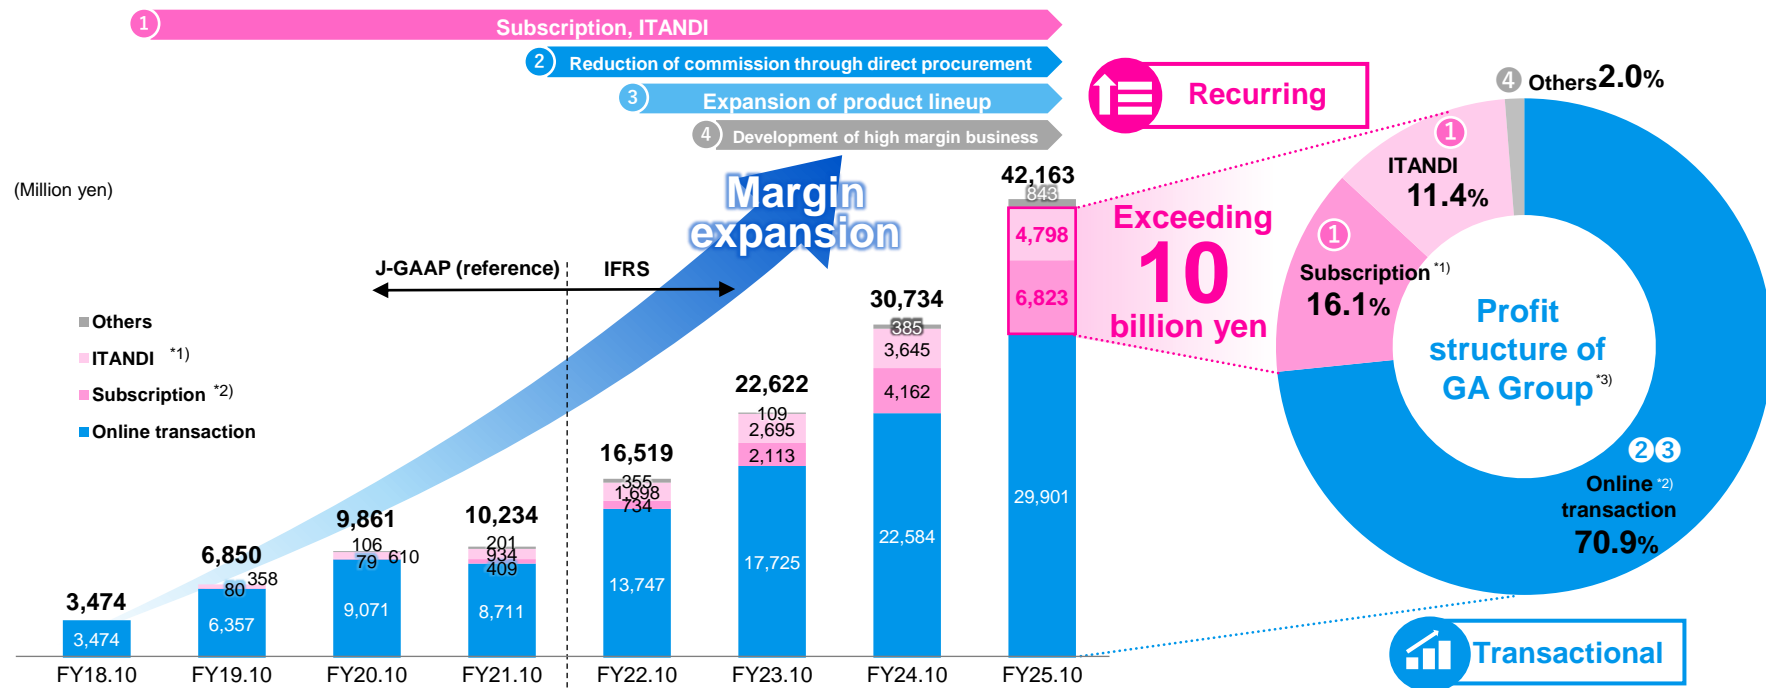 1 Subscription, ITANDI
2 Reduction of commission through direct procurement
3 Expansion of product lineup
4 Development of high margin business
(Million yen)
Margin
expansion
J-GAAP (reference)
IFRS
Others
ITANDI *1)
Subscription *2)
Online transaction
3,474
3,474
FY18.10
6,850
358
80
6,357
FY19.10
9,861
106
610
79
9,071
FY20.10
10,234
201
934
409
8,711
FY21.10
16,519
355
1,698
734
13,747
FY22.10
22,622
109
2,695
2,113
17,725
FY23.10
30,734
385
3,645
4,162
22,584
FY24.10
42,163
843
4,798
6,823
29,901
FY25.10
Recurring
Exceeding
10
billion yen
4 Others 2.0%
1
ITANDI
11.4%
1
Subscription *1)
16.1%
Profit
structure of
GA Group *3)
2 3
Online *2)
transaction
70.9%
Transactional